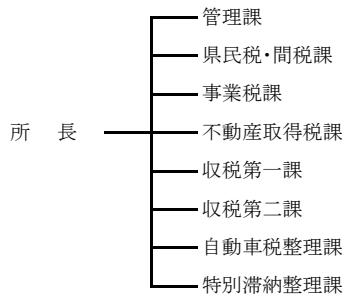 管理課
県民税・間税課
事業税課
所 長
不動産取得税課
収税第一課
収税第二課
自動車税整理課
特別滞納整理課